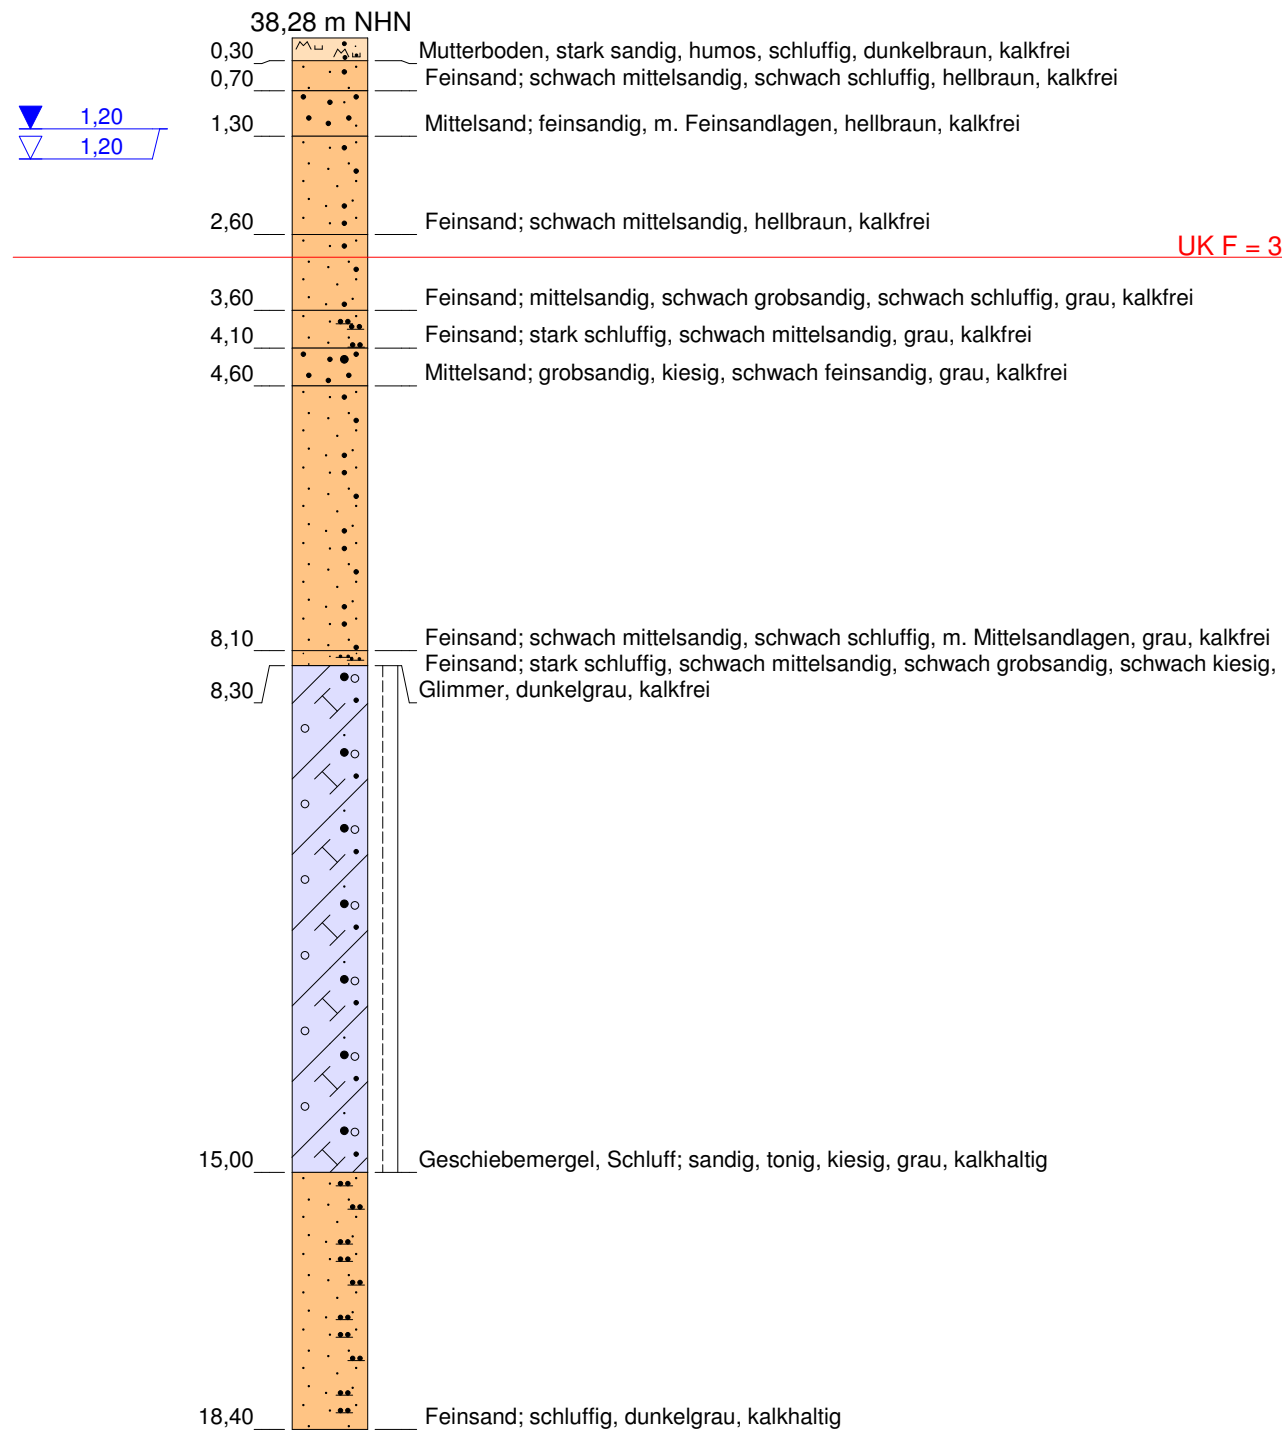 38,28 m NHN
0,30 Mutterboden, stark sandig, humos, schluffig, dunkelbraun, kalkfrei
0,70 Feinsand; schwach mittelsandig, schwach schluffig, hellbraun, kalkfrei
1,20
1,30 Mittelsand; feinsandig, m. Feinsandlagen, hellbraun, kalkfrei
1,20
2,60 Feinsand; schwach mittelsandig, hellbraun, kalkfrei
UK F = 3
3,60 Feinsand; mittelsandig, schwach grobsandig, schwach schluffig, grau, kalkfrei
4,10 Feinsand; stark schluffig, schwach mittelsandig, grau, kalkfrei
4,60 Mittelsand; grobsandig, kiesig, schwach feinsandig, grau, kalkfrei
8,10 Feinsand; schwach mittelsandig, schwach schluffig, m. Mittelsandlagen, grau, kalkfrei
Feinsand; stark schluffig, schwach mittelsandig, schwach grobsandig, schwach kiesig,
8,30 Glimmer, dunkelgrau, kalkfrei
15,00 Geschiebemergel, Schluff; sandig, tonig, kiesig, grau, kalkhaltig
18,40 Feinsand; schluffig, dunkelgrau, kalkhaltig